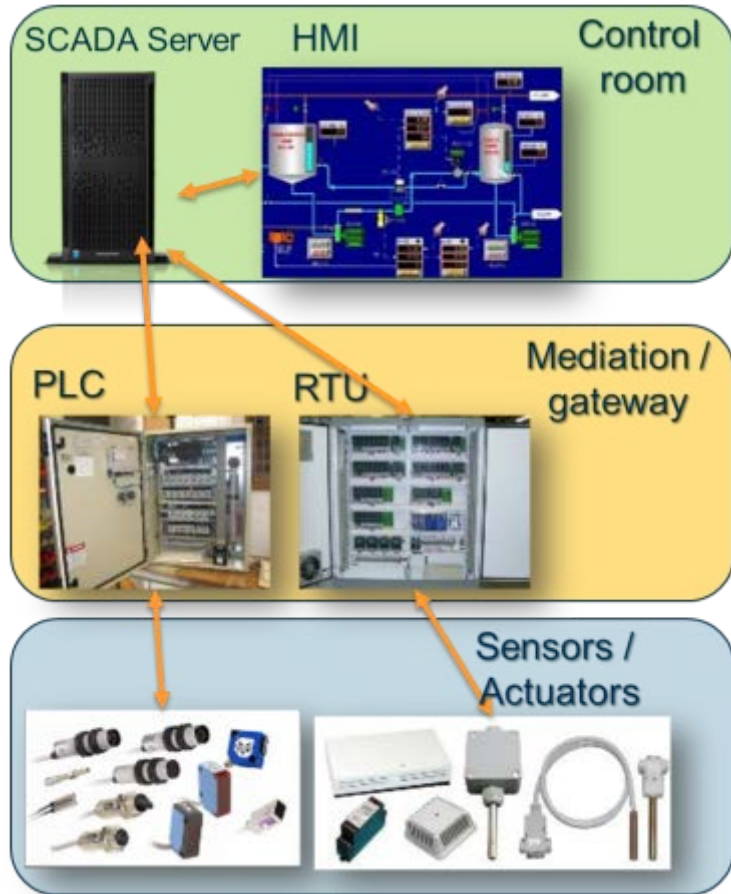 SCADA Server
HMI
Control
room
PLC
RTU
Mediation /
gateway
Sensors /
Actuators